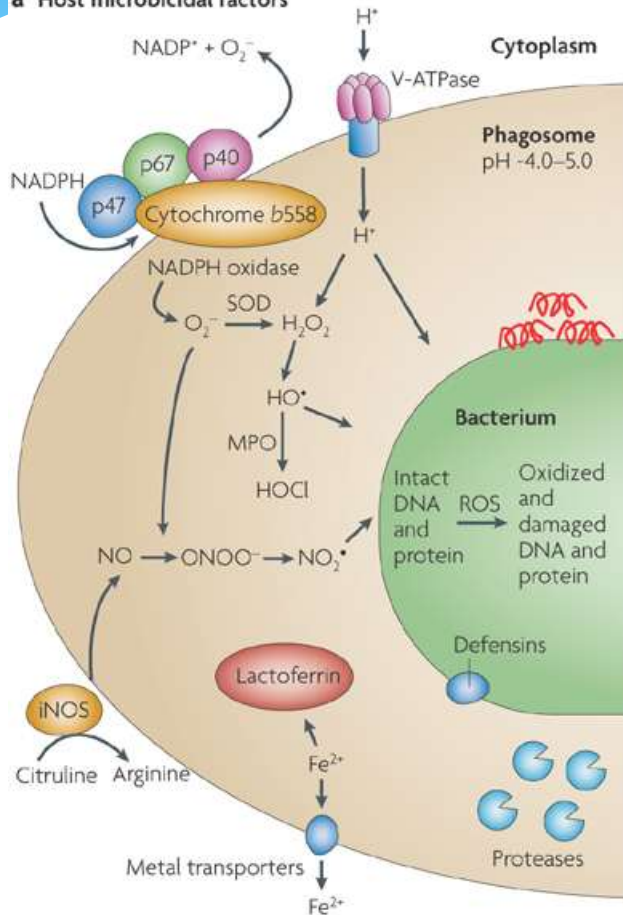 a Host microbicidal factors
H⁺
NADP⁺ + O₂⁻
Cytoplasm
V-ATPase
Phagosome
pH -4.0–5.0
p67
p40
NADPH
p47
Cytochrome b558
H⁺
NADPH oxidase
O₂⁻
SOD
H₂O₂
HO•
MPO
HOCl
Bacterium
Intact
DNA
and
protein
ROS
Oxidized
and
damaged
DNA and
protein
NO
ONOO⁻
NO₂•
Defensins
Lactoferrin
iNOS
Citruline
Arginine
Fe²⁺
Metal transporters
Fe²⁺
Proteases